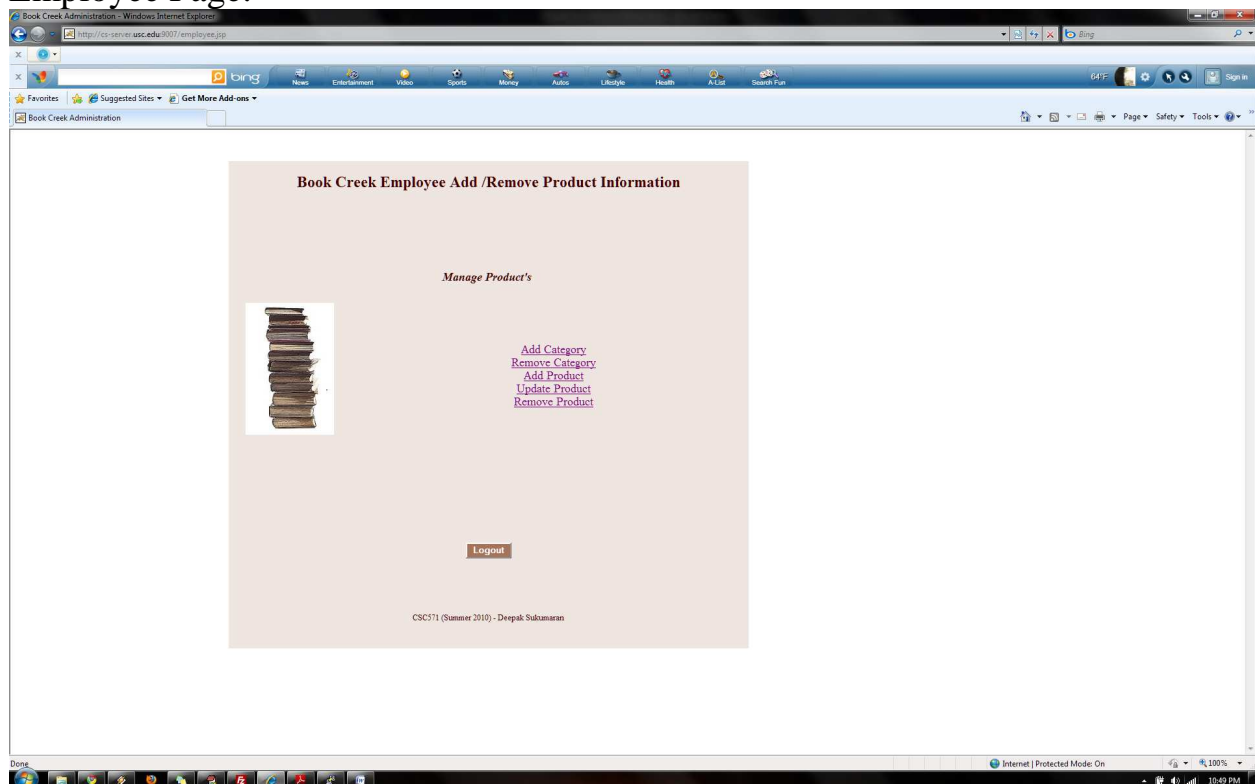 Employee Page:
Book Creek Administration - Windows Internet Explorer
http://cs-server.usc.edu:9007/employee.jsp
Bing
bing
News Entertainment Video Sports Money Autos Lifestyle Health A-List Search Fun
64°F
Sign in
Favorites Suggested Sites Get More Add-ons
Book Creek Administration
Page Safety Tools
Book Creek Employee Add /Remove Product Information
Manage Product's
Add Category
Remove Category
Add Product
Update Product
Remove Product
Logout
CSC571 (Summer 2010) - Deepak Sukumaran
Done
Internet | Protected Mode: On
100%
10:49 PM